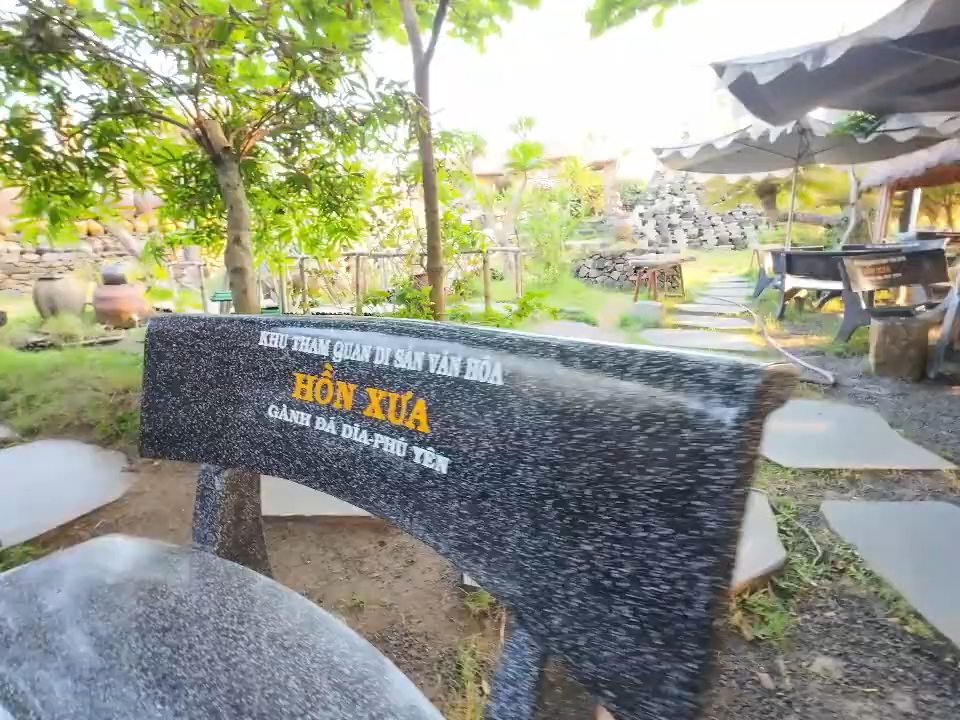 KHU THAM QUAN DI SẢN VĂN HÓA
HỒN XƯA
GÀNH ĐÁ DĨA-PHÚ YÊN